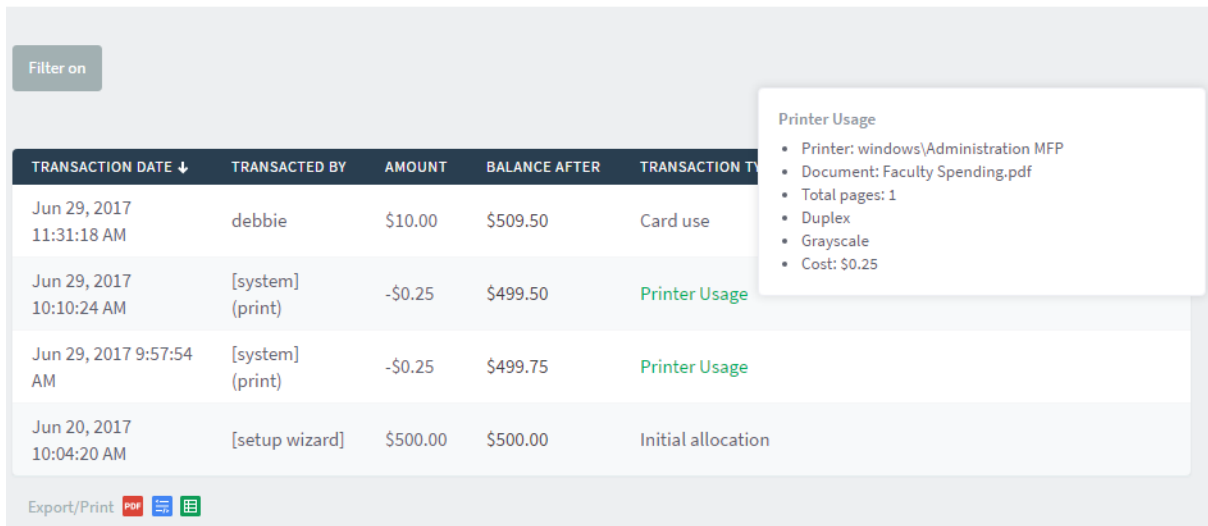 Filter on
Printer Usage
• Printer: windows\Administration MFP
• Document: Faculty Spending.pdf
• Total pages: 1
• Duplex
• Grayscale
• Cost: $0.25
TRANSACTION DATE ↓ TRANSACTED BY AMOUNT BALANCE AFTER TRANSACTION TY
Jun 29, 2017
11:31:18 AM debbie $10.00 $509.50 Card use
Jun 29, 2017 [system]
10:10:24 AM (print) -$0.25 $499.50 Printer Usage
Jun 29, 2017 9:57:54 [system]
AM (print) -$0.25 $499.75 Printer Usage
Jun 20, 2017
10:04:20 AM [setup wizard] $500.00 $500.00 Initial allocation
Export/Print PDF